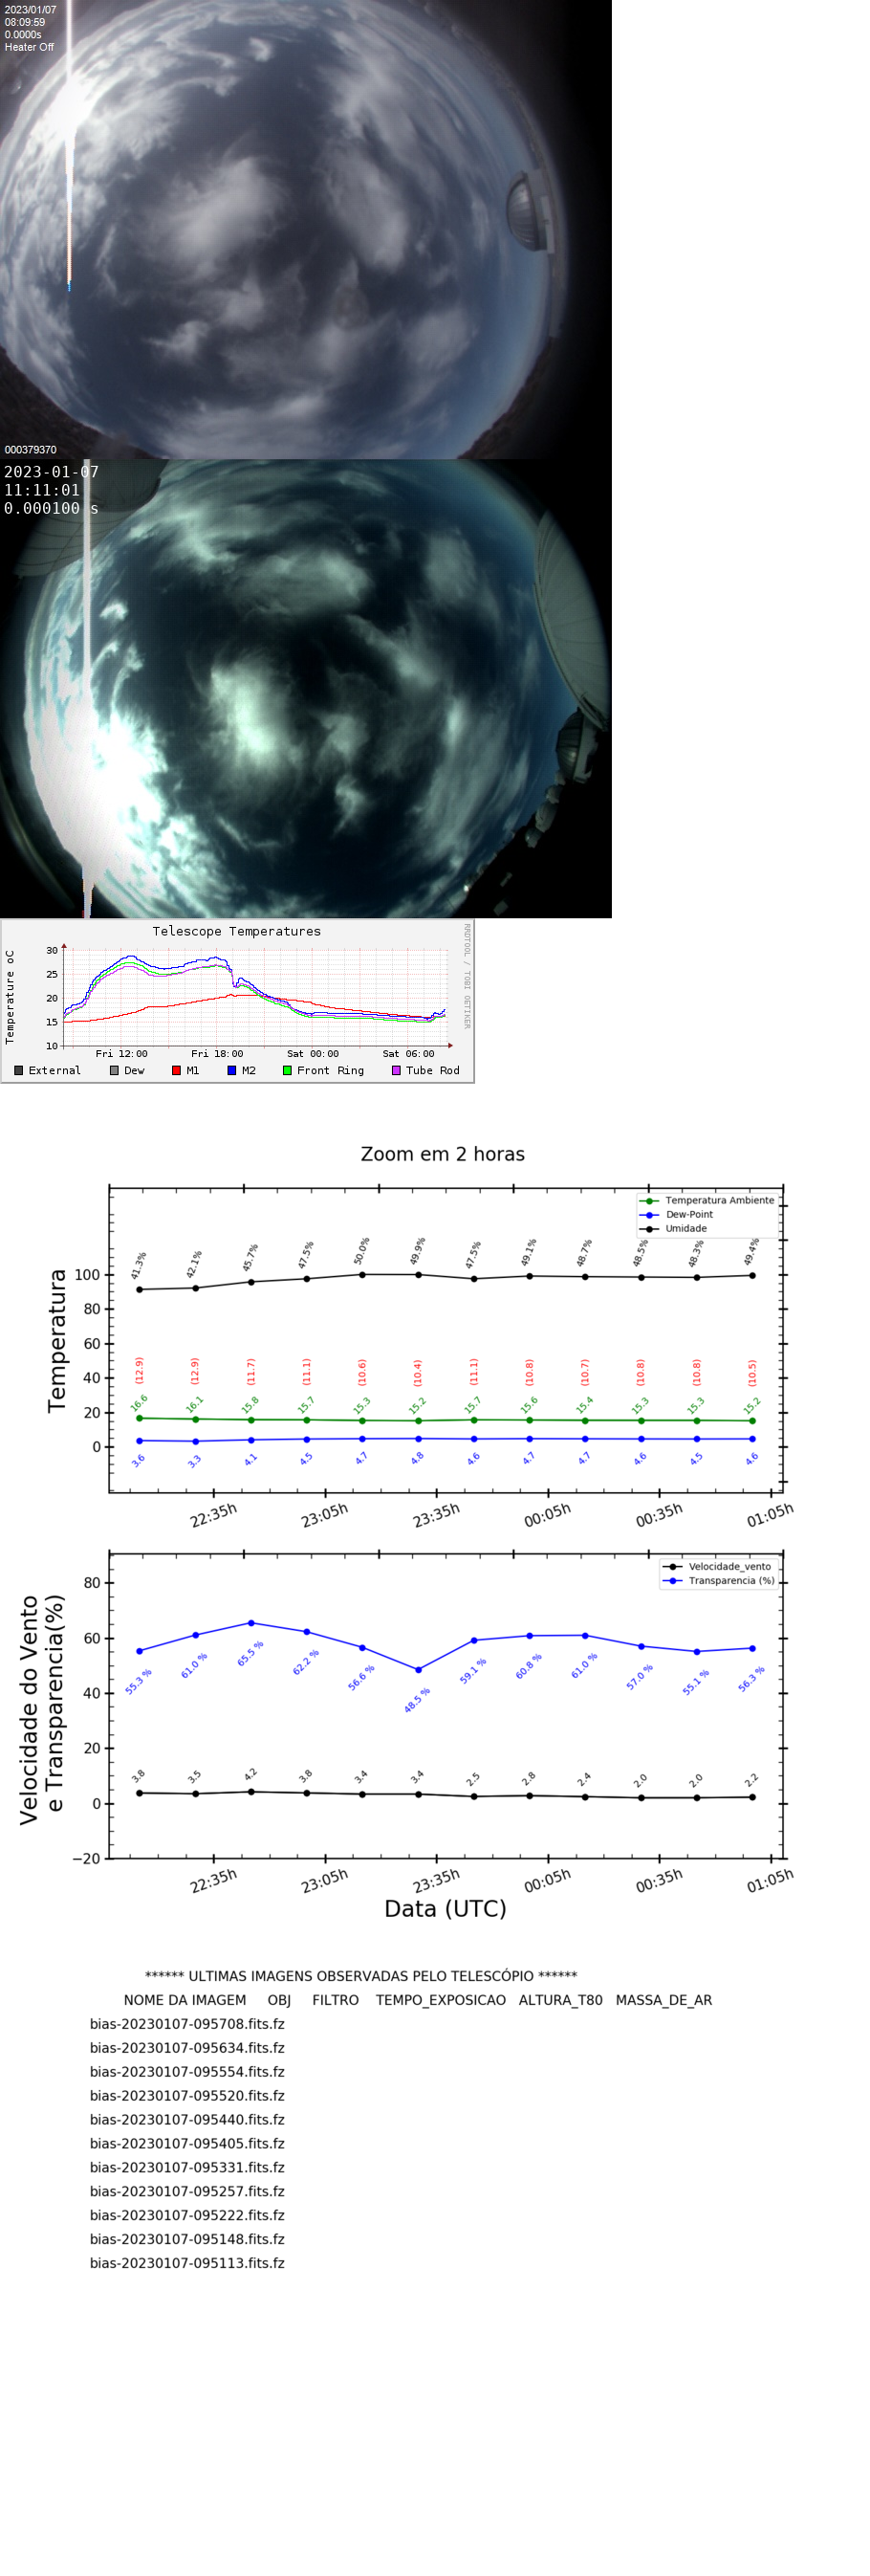 2023/01/07
08:09:59
0.0000s
Heater Off
000379370
2023-01-07
11:11:01
0.000100 s
Telescope Temperatures
RRDTOOL / TOBI OETIKER
Temperature oC
30
25
20
15
10
Fri 12:00 Fri 18:00 Sat 00:00 Sat 06:00
External Dew M1 M2 Front Ring Tube Rod
Zoom em 2 horas
Temperatura Ambiente
Dew-Point
Umidade
Temperatura
100
80
60
40
20
0
41.3% 42.1% 45.7% 47.5% 50.0% 49.9% 47.5% 49.1% 48.7% 48.5% 48.3% 49.4%
(12.9) (12.9) (11.7) (11.1) (10.6) (10.4) (11.1) (10.8) (10.7) (10.8) (10.8) (10.5)
16.6 16.1 15.8 15.7 15.3 15.2 15.7 15.6 15.4 15.3 15.3 15.2
3.6 3.3 4.1 4.5 4.7 4.8 4.6 4.7 4.7 4.6 4.5 4.6
22:35h 23:05h 23:35h 00:05h 00:35h 01:05h
Velocidade_vento
Transparencia (%)
Velocidade do Vento
e Transparencia(%)
80
60
40
20
0
−20
55.3 % 61.0 % 65.5 % 62.2 % 56.6 % 48.5 % 59.1 % 60.8 % 61.0 % 57.0 % 55.1 % 56.3 %
3.8 3.5 4.2 3.8 3.4 3.4 2.5 2.8 2.4 2.0 2.0 2.2
22:35h 23:05h 23:35h 00:05h 00:35h 01:05h
Data (UTC)
****** ULTIMAS IMAGENS OBSERVADAS PELO TELESCÓPIO ******
NOME DA IMAGEM OBJ FILTRO TEMPO_EXPOSICAO ALTURA_T80 MASSA_DE_AR
bias-20230107-095708.fits.fz
bias-20230107-095634.fits.fz
bias-20230107-095554.fits.fz
bias-20230107-095520.fits.fz
bias-20230107-095440.fits.fz
bias-20230107-095405.fits.fz
bias-20230107-095331.fits.fz
bias-20230107-095257.fits.fz
bias-20230107-095222.fits.fz
bias-20230107-095148.fits.fz
bias-20230107-095113.fits.fz